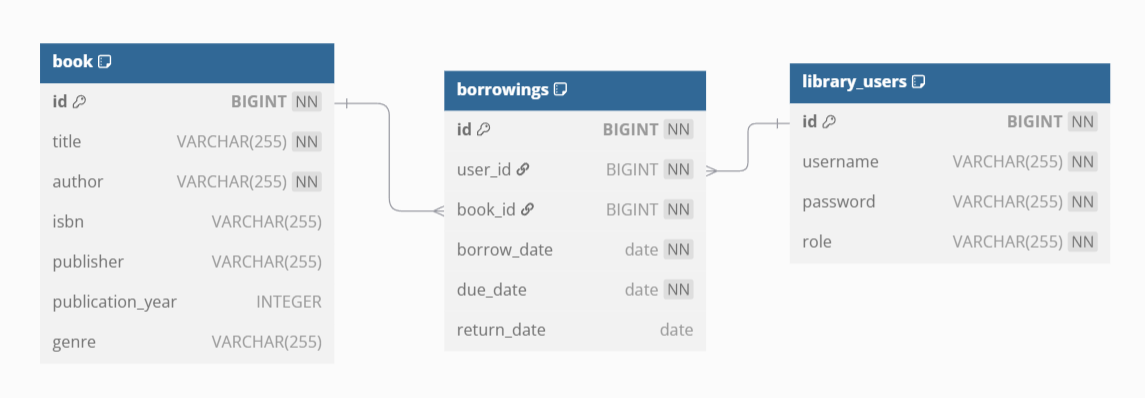 book
id BIGINT NN
title VARCHAR(255) NN
author VARCHAR(255) NN
isbn VARCHAR(255)
publisher VARCHAR(255)
publication_year INTEGER
genre VARCHAR(255)
borrowings
id BIGINT NN
user_id BIGINT NN
book_id BIGINT NN
borrow_date date NN
due_date date NN
return_date date
library_users
id BIGINT NN
username VARCHAR(255) NN
password VARCHAR(255) NN
role VARCHAR(255) NN